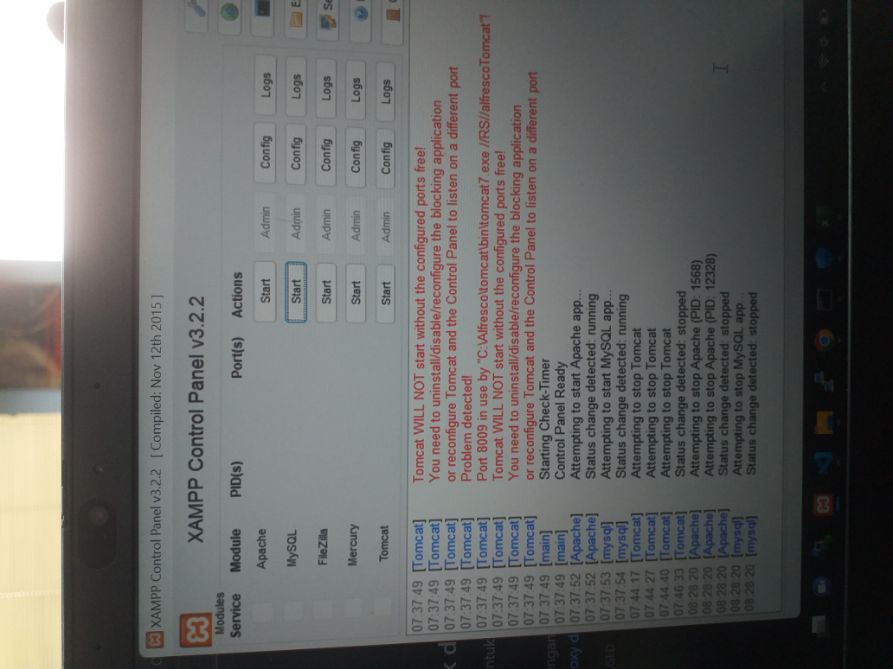 XAMPP Control Panel v3.2.2 [ Compiled: Nov 12th 2015 ]
XAMPP Control Panel v3.2.2
Modules
Service Module PID(s) Port(s) Actions
Apache Start Admin Config Logs
MySQL Start Admin Config Logs
FileZilla Start Admin Config Logs
Mercury Start Admin Config Logs
Tomcat Start Admin Config Logs
07:37:49 [Tomcat] Tomcat WILL NOT start without the configured ports free!
07:37:49 [Tomcat] You need to uninstall/disable/reconfigure the blocking application
07:37:49 [Tomcat] or reconfigure Tomcat and the Control Panel to listen on a different port
07:37:49 [Tomcat] Problem detected!
07:37:49 [Tomcat] Port 8009 in use by "C:\Alfresco\tomcat\bin\tomcat7.exe //RS//alfrescoTomcat"!
07:37:49 [Tomcat] Tomcat WILL NOT start without the configured ports free!
07:37:49 [Tomcat] You need to uninstall/disable/reconfigure the blocking application
07:37:49 [Tomcat] or reconfigure Tomcat and the Control Panel to listen on a different port
07:37:49 [main] Starting Check-Timer
07:37:49 [main] Control Panel Ready
07:37:52 [Apache] Attempting to start Apache app...
07:37:52 [Apache] Status change detected: running
07:37:53 [mysql] Attempting to start MySQL app...
07:37:54 [mysql] Status change detected: running
07:44:17 [Tomcat] Attempting to stop Tomcat
07:44:27 [Tomcat] Attempting to stop Tomcat
07:44:40 [Tomcat] Attempting to stop Tomcat
07:46:33 [Tomcat] Status change detected: stopped
08:28:20 [Apache] Attempting to stop Apache (PID: 1568)
08:28:20 [Apache] Attempting to stop Apache (PID: 12328)
08:28:20 [Apache] Status change detected: stopped
08:28:20 [mysql] Attempting to stop MySQL app...
08:28:20 [mysql] Status change detected: stopped